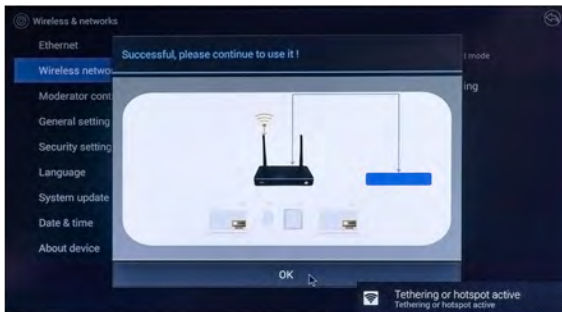 Wireless & networks
Ethernet
Successful, please continue to use it !
t mode
Wireless netwo
ing
Moderator cont
General setting
Security setting
Language
System update
Date & time
About device
OK
Tethering or hotspot active
Tethering or hotspot active